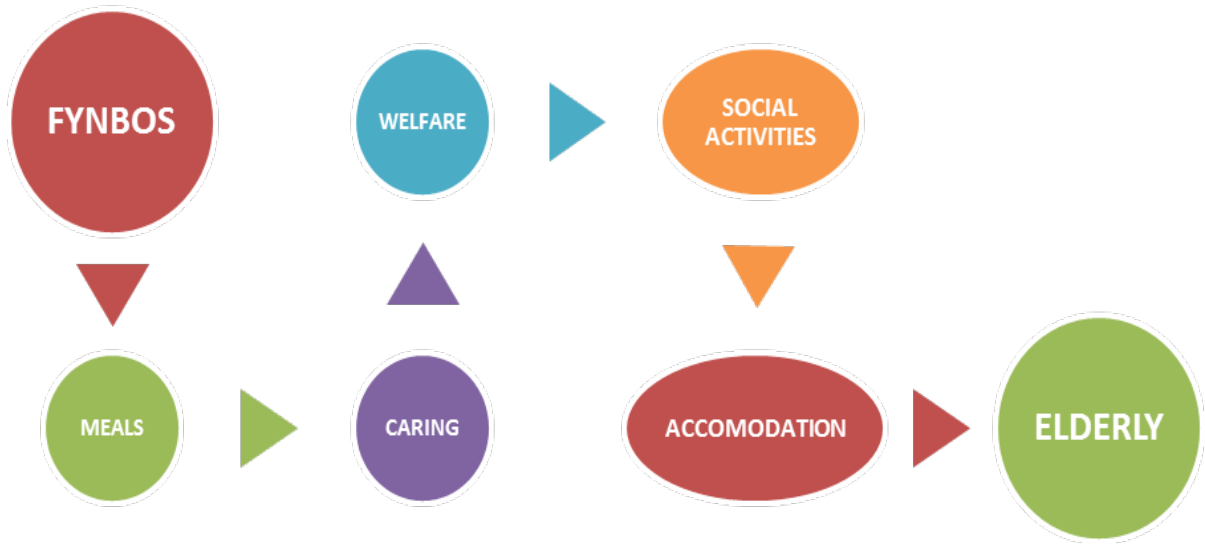 FYNBOS
MEALS
CARING
WELFARE
SOCIAL
ACTIVITIES
ACCOMODATION
ELDERLY